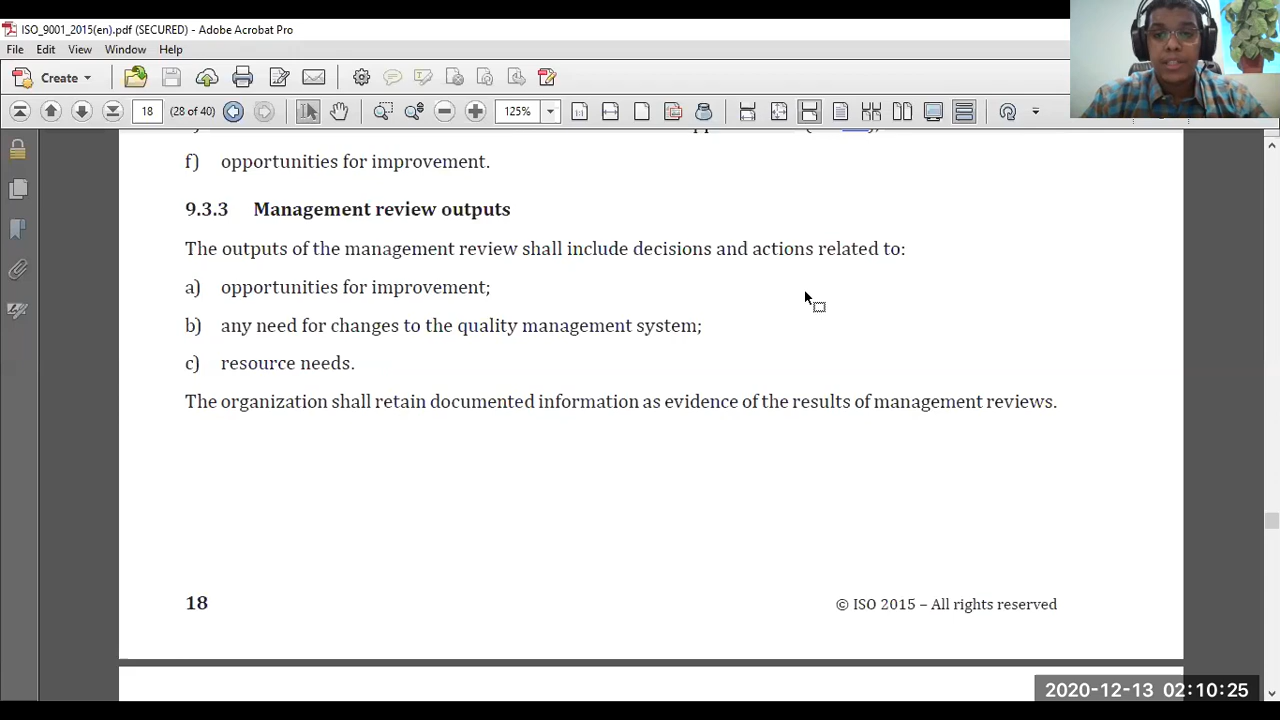 ISO_9001_2015(en).pdf (SECURED) - Adobe Acrobat Pro
File Edit View Window Help
Create
18 (28 of 40) 125%
f) opportunities for improvement.
9.3.3 Management review outputs
The outputs of the management review shall include decisions and actions related to:
a) opportunities for improvement;
b) any need for changes to the quality management system;
c) resource needs.
The organization shall retain documented information as evidence of the results of management reviews.
18 © ISO 2015 – All rights reserved
2020-12-13 02:10:25